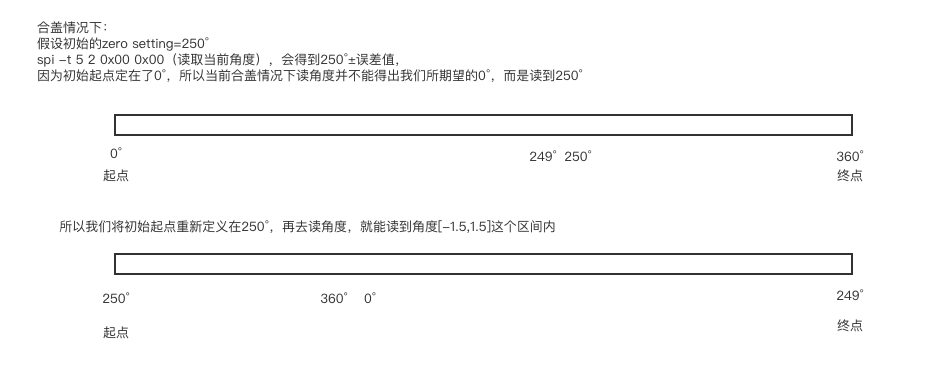 合盖情况下：
假设初始的zero setting=250°
spi -t 5 2 0x00 0x00（读取当前角度），会得到250°±误差值，
因为初始起点定在了0°，所以当前合盖情况下读角度并不能得出我们所期望的0°，而是读到250°
0° 249° 250° 360°
起点 终点
所以我们将初始起点重新定义在250°，再去读角度，就能读到角度[-1.5,1.5]这个区间内
250° 360° 0° 249°
起点 终点